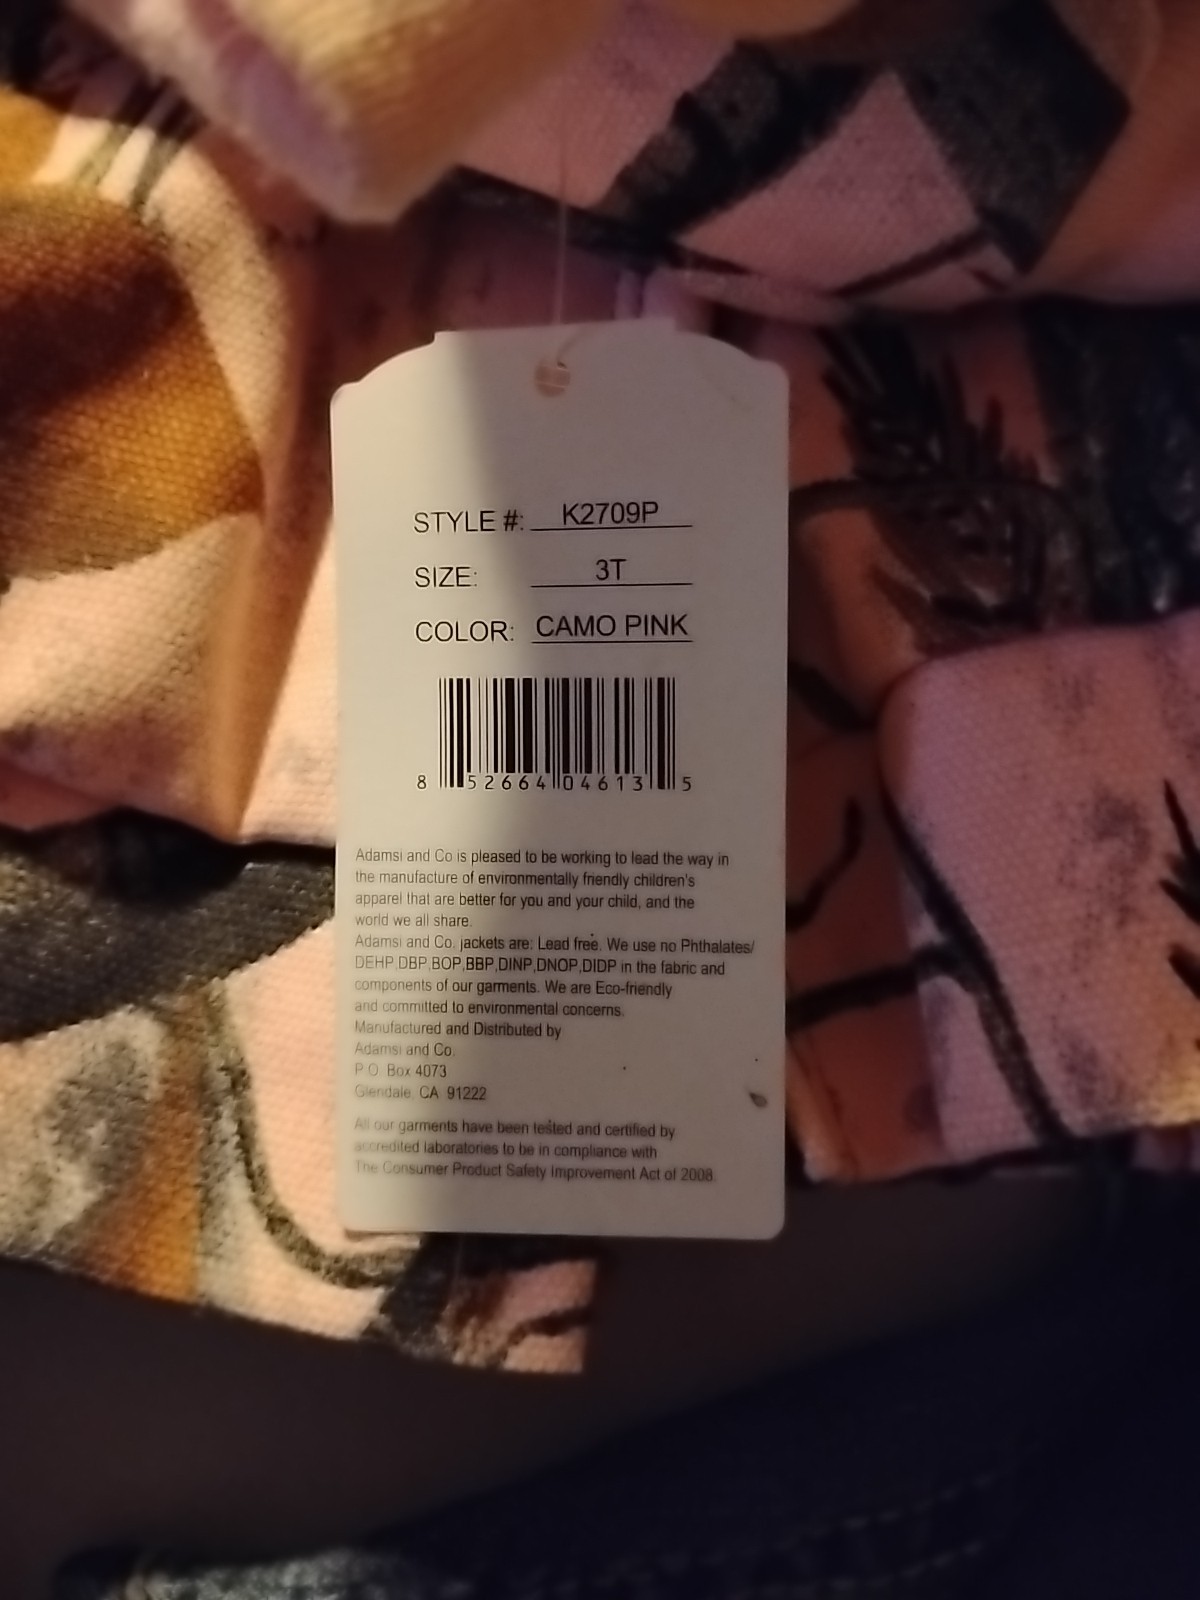 STYLE #: K2709P
SIZE: 3T
COLOR: CAMO PINK
8 52664 04613 5
Adamsi and Co is pleased to be working to lead the way in
the manufacture of environmentally friendly children's
apparel that are better for you and your child, and the
world we all share.
Adamsi and Co. jackets are: Lead free. We use no Phthalates/
DEHP,DBP,BOP,BBP,DINP,DNOP,DIDP in the fabric and
components of our garments. We are Eco-friendly
and committed to environmental concerns.
Manufactured and Distributed by
Adamsi and Co.
P.O. Box 4073
Glendale, CA 91222
All our garments have been tested and certified by
accredited laboratories to be in compliance with
The Consumer Product Safety Improvement Act of 2008.